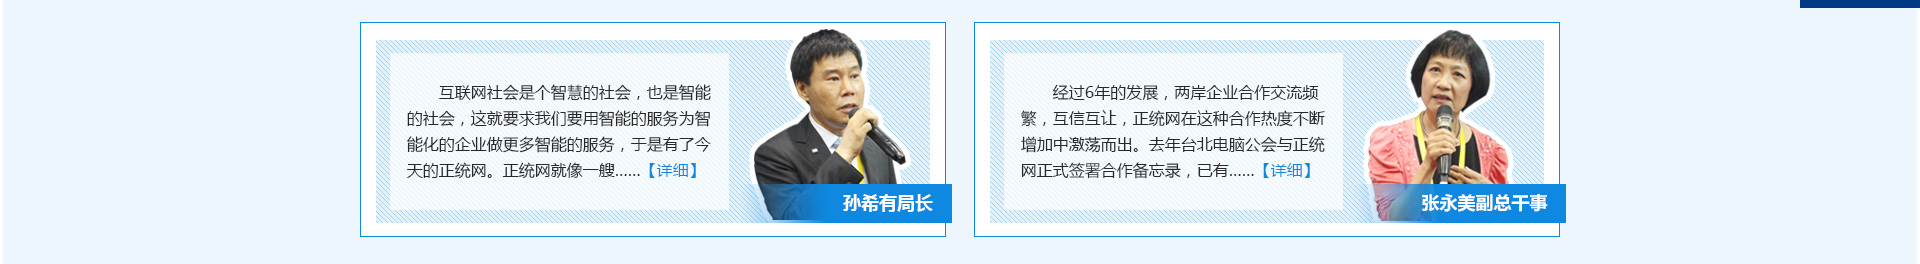 互联网社会是个智慧的社会，也是智能
的社会，这就要求我们要用智能的服务为智
能化的企业做更多智能的服务，于是有了今
天的正统网。正统网就像一艘......【详细】
孙希有局长
经过6年的发展，两岸企业合作交流频
繁，互信互让，正统网在这种合作热度不断
增加中激荡而出。去年台北电脑公会与正统
网正式签署合作备忘录，已有......【详细】
张永美副总干事